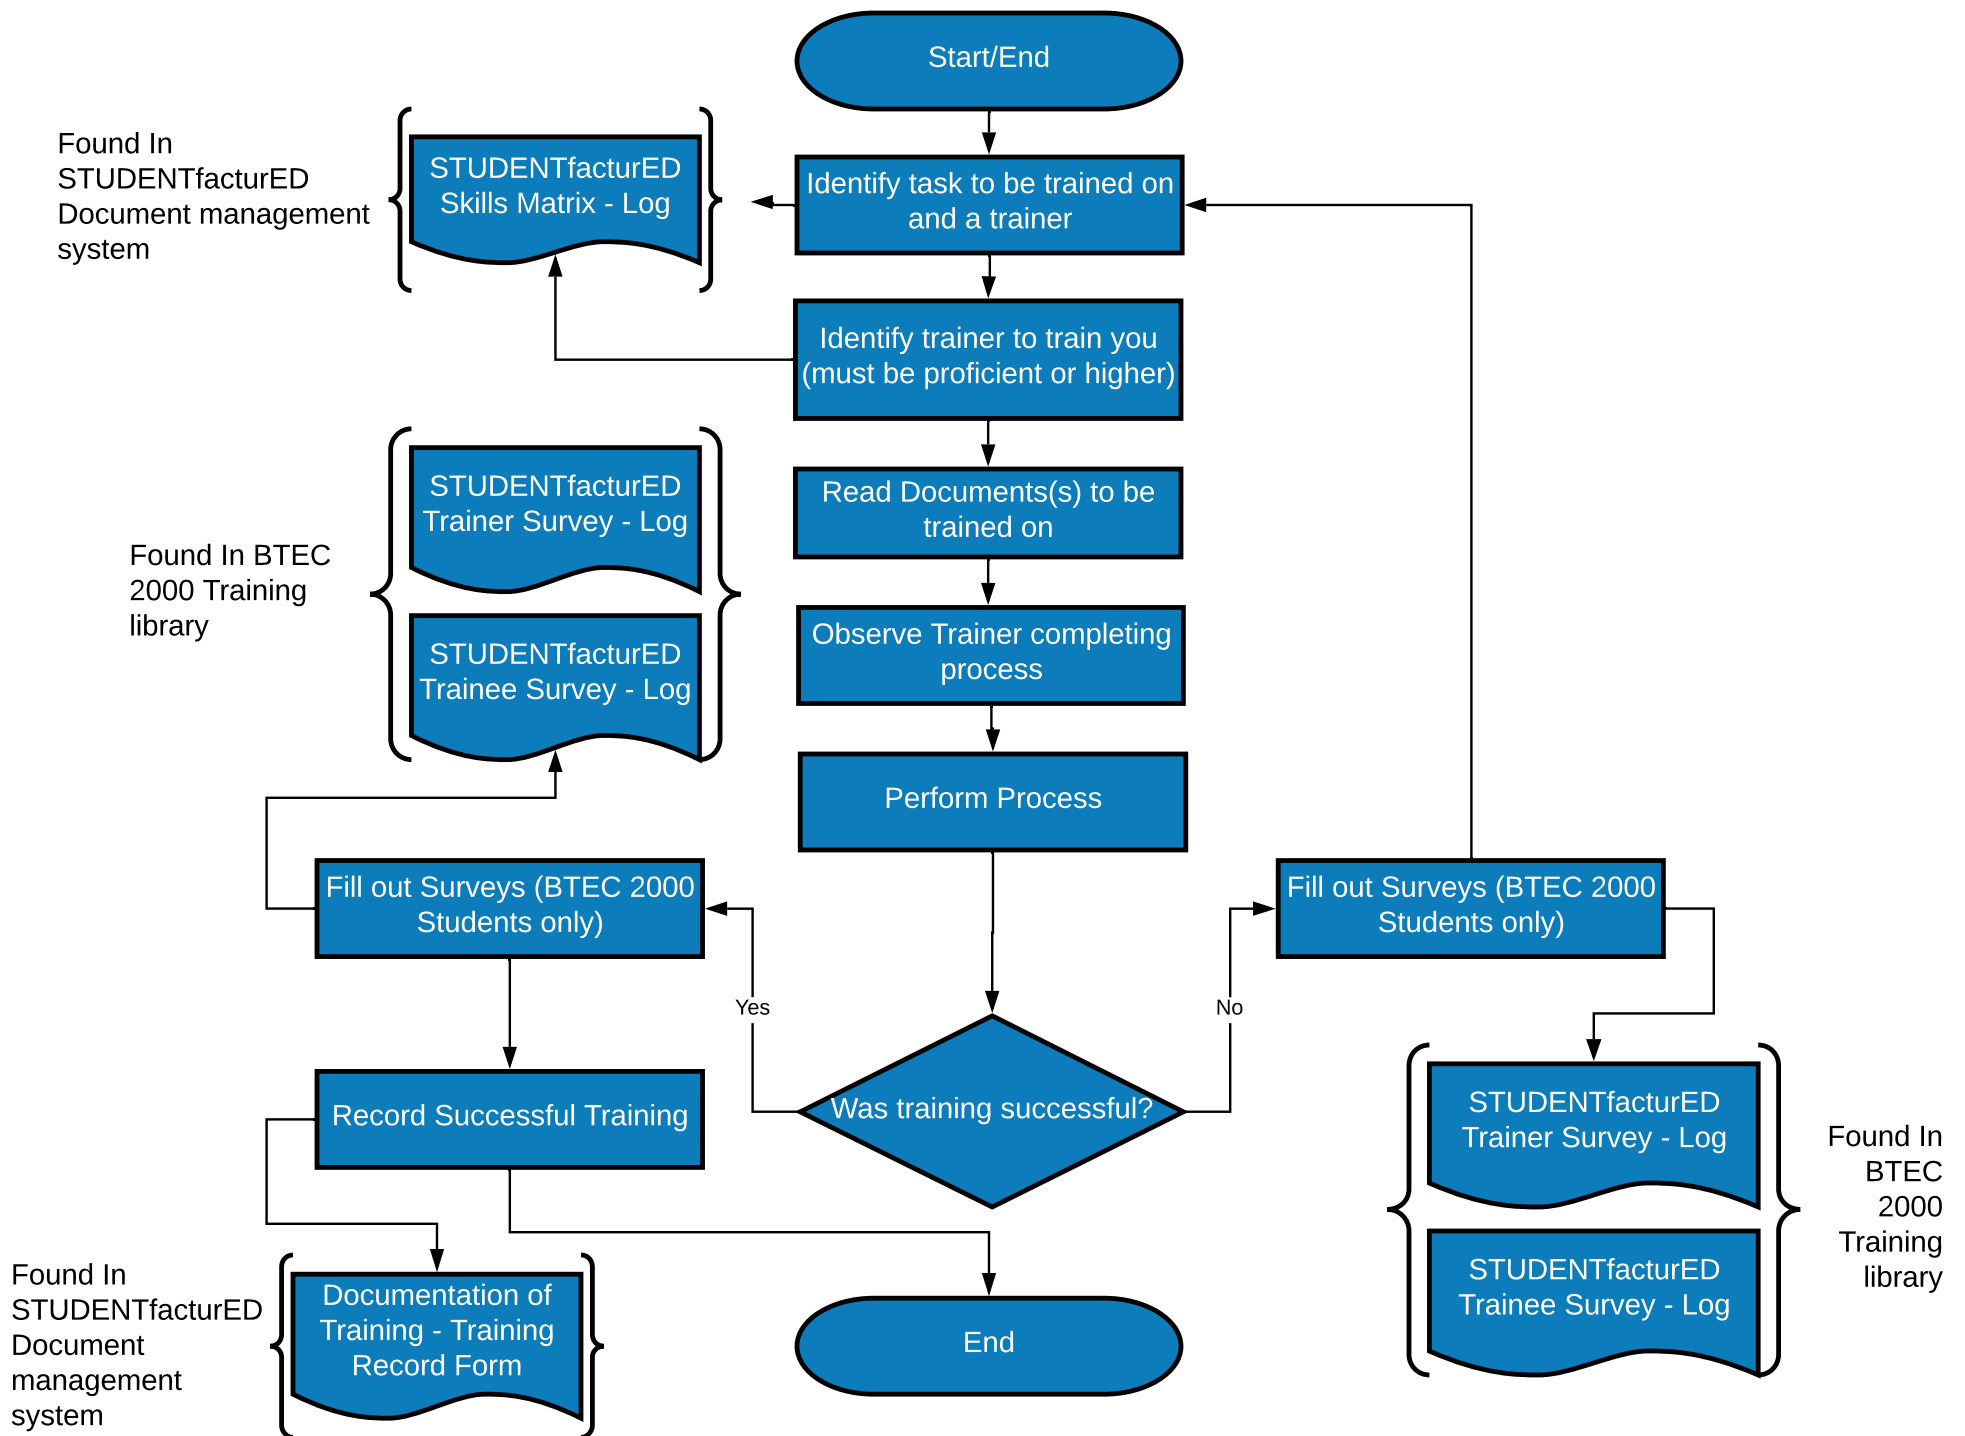 Start/End
Found In
STUDENTfacturED
Document management
system
STUDENTfacturED
Skills Matrix - Log
Identify task to be trained on
and a trainer
Identify trainer to train you
(must be proficient or higher)
Read Documents(s) to be
trained on
Found In BTEC
2000 Training
library
STUDENTfacturED
Trainer Survey - Log
STUDENTfacturED
Trainee Survey - Log
Observe Trainer completing
process
Perform Process
Fill out Surveys (BTEC 2000
Students only)
Fill out Surveys (BTEC 2000
Students only)
Yes
No
Was training successful?
Record Successful Training
STUDENTfacturED
Trainer Survey - Log
STUDENTfacturED
Trainee Survey - Log
Found In
BTEC
2000
Training
library
Found In
STUDENTfacturED
Document
management
system
Documentation of
Training - Training
Record Form
End